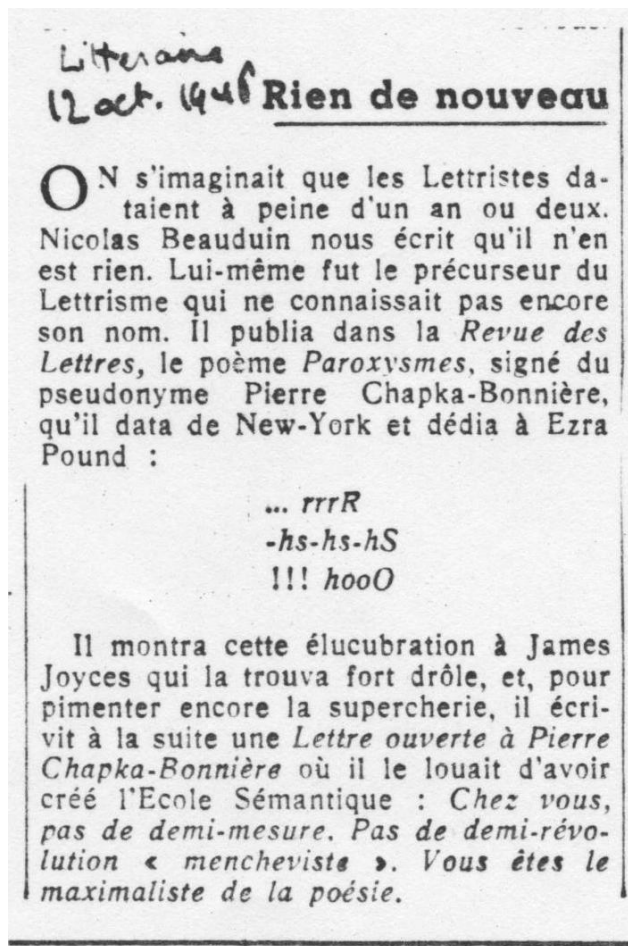 Litteraire
12 oct. 1946 Rien de nouveau
ON s'imaginait que les Lettristes da-
taient à peine d'un an ou deux.
Nicolas Beauduin nous écrit qu'il n'en
est rien. Lui-même fut le précurseur du
Lettrisme qui ne connaissait pas encore
son nom. Il publia dans la Revue des
Lettres, le poème Paroxysmes, signé du
pseudonyme Pierre Chapka-Bonnière,
qu'il data de New-York et dédia à Ezra
Pound :
... rrrR
-hs-hs-hS
!!! hooO
Il montra cette élucubration à James
Joyces qui la trouva fort drôle, et, pour
pimenter encore la supercherie, il écri-
vit à la suite une Lettre ouverte à Pierre
Chapka-Bonnière où il le louait d'avoir
créé l'Ecole Sémantique : Chez vous,
pas de demi-mesure. Pas de demi-révo-
lution « mencheviste ». Vous êtes le
maximaliste de la poésie.